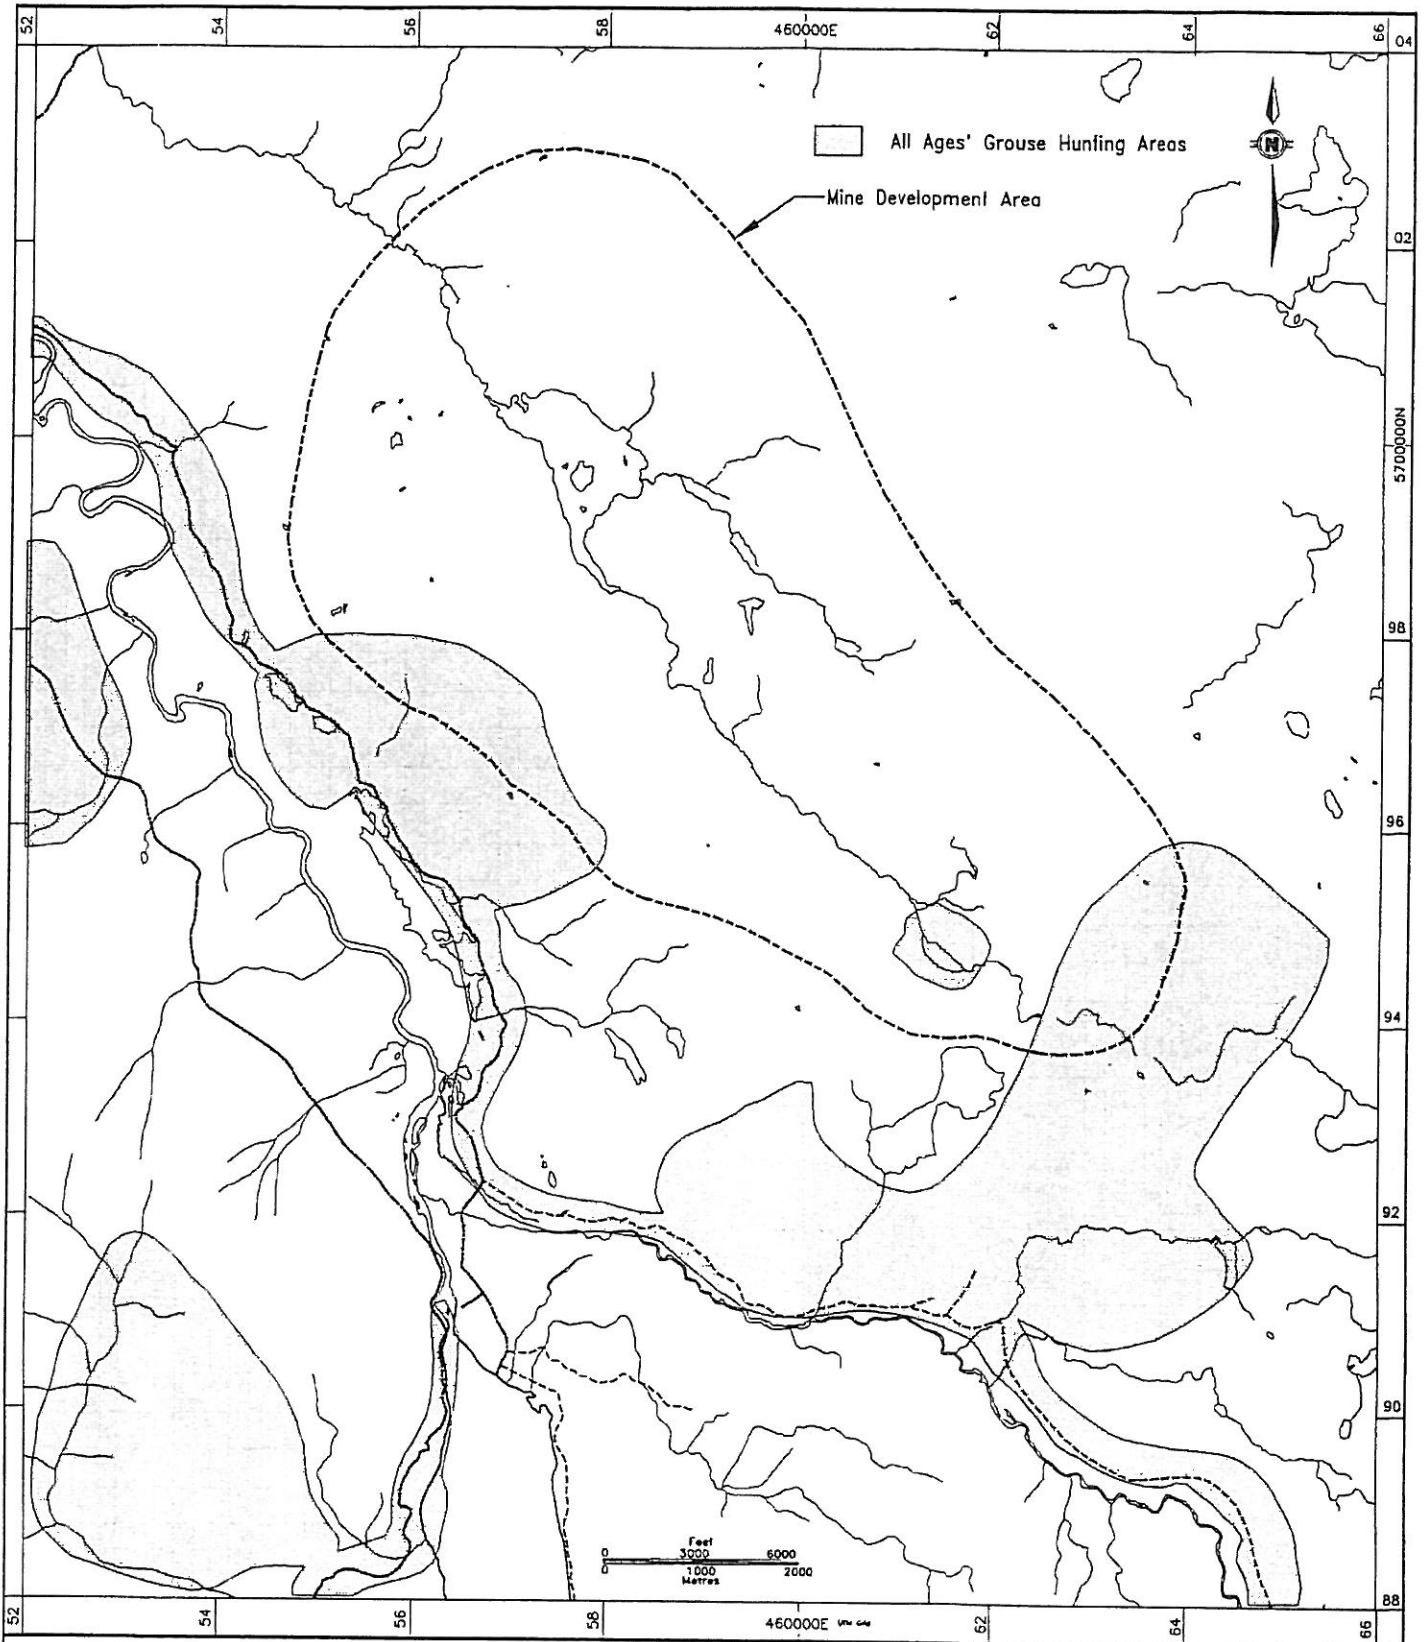 52 54 56 58 460000E 62 64 66
04
All Ages' Grouse Hunting Areas
N
Mine Development Area
02
5700000N
98
96
94
92
90
Feet
0 3000 6000
0 1000 2000
Metres
88
52 54 56 58 460000E UTM Grid 62 64 66